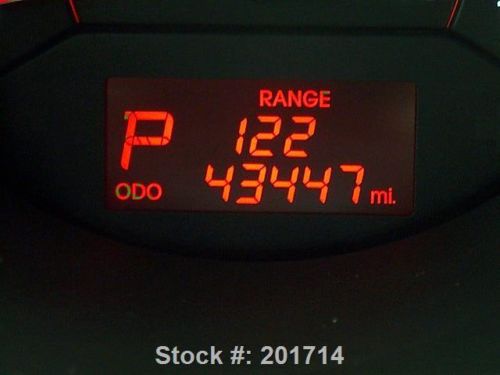 RANGE
P 122
ODO 43447 mi.
Stock #: 201714